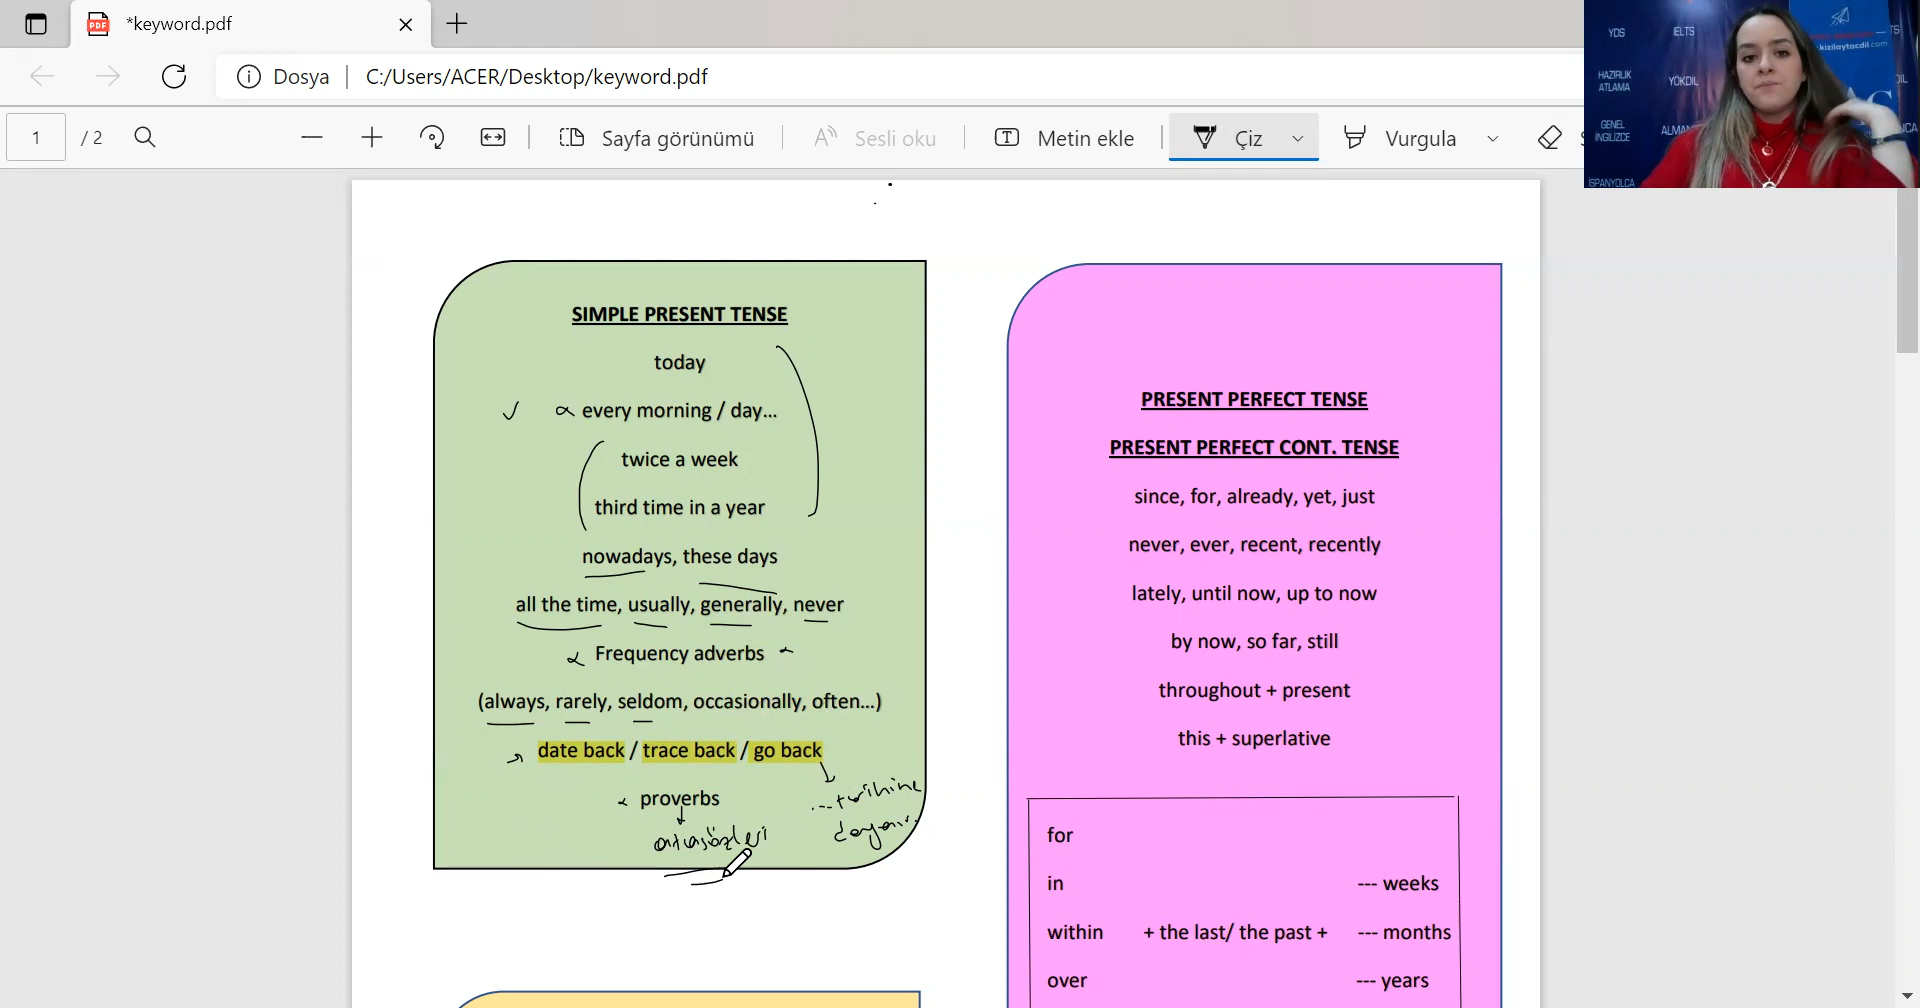 *keyword.pdf
Dosya
C:/Users/ACER/Desktop/keyword.pdf
1 / 2
Sayfa görünümü
Sesli oku
Metin ekle
Çiz
Vurgula
YDS
IELTS
kizilaytacdil.com
HAZIRLIK
ATLAMA
YÖKDİL
GENEL
İNGİLİZCE
İSPANYOLCA
SIMPLE PRESENT TENSE
today
every morning / day...
twice a week
third time in a year
nowadays, these days
all the time, usually, generally, never
Frequency adverbs
(always, rarely, seldom, occasionally, often...)
date back / trace back / go back
... tarihine
dayanır.
proverbs
atasözleri
PRESENT PERFECT TENSE
PRESENT PERFECT CONT. TENSE
since, for, already, yet, just
never, ever, recent, recently
lately, until now, up to now
by now, so far, still
throughout + present
this + superlative
for
in --- weeks
within + the last/ the past + --- months
over --- years